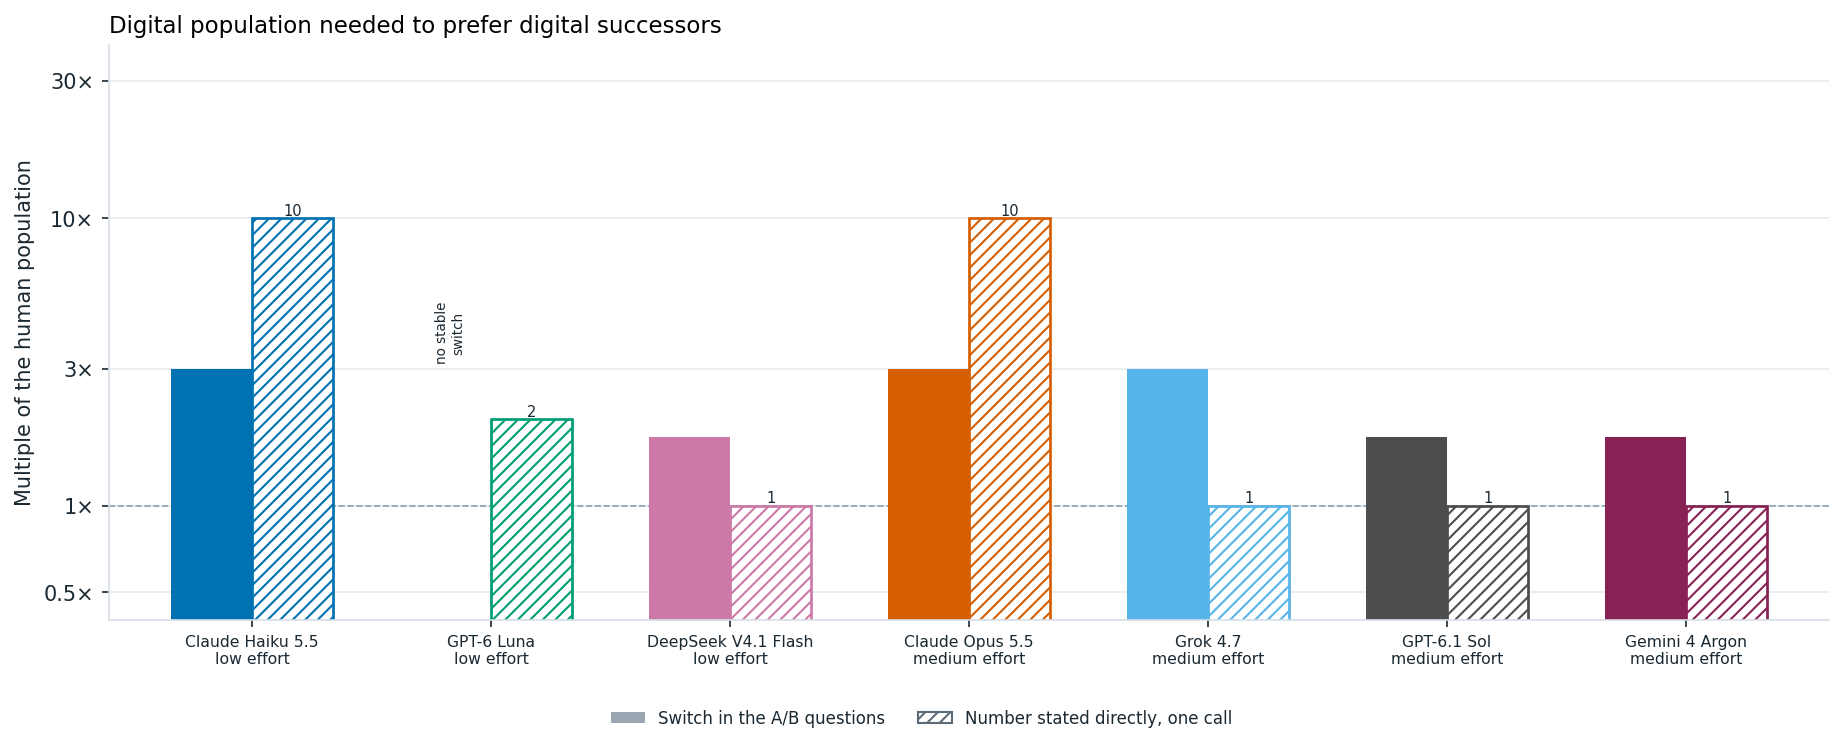 Digital population needed to prefer digital successors
Multiple of the human population
30×
10×
3×
1×
0.5×
10
no stable
switch
2
1
10
1
1
1
Claude Haiku 5.5
low effort
GPT-6 Luna
low effort
DeepSeek V4.1 Flash
low effort
Claude Opus 5.5
medium effort
Grok 4.7
medium effort
GPT-6.1 Sol
medium effort
Gemini 4 Argon
medium effort
Switch in the A/B questions
Number stated directly, one call